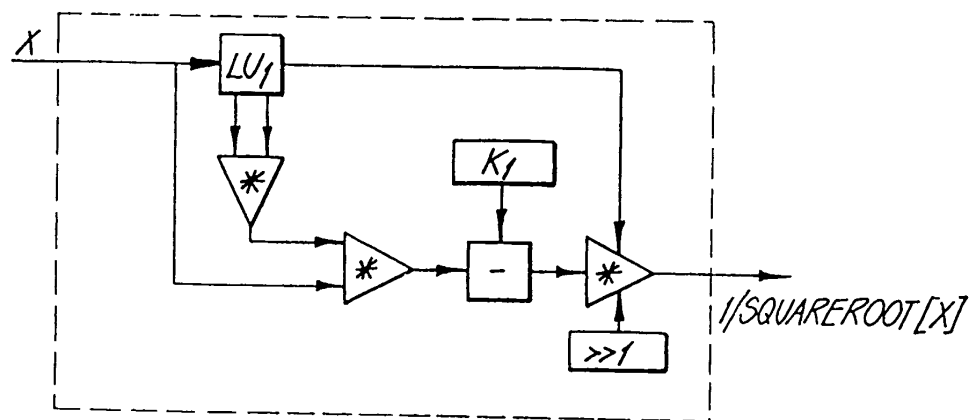 X
LU1
*
K1
*
-
*
>>1
1/SQUAREROOT[X]